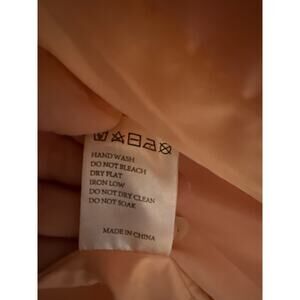 HAND WASH
DO NOT BLEACH
DRY FLAT
IRON LOW
DO NOT DRY CLEAN
DO NOT SOAK
MADE IN CHINA